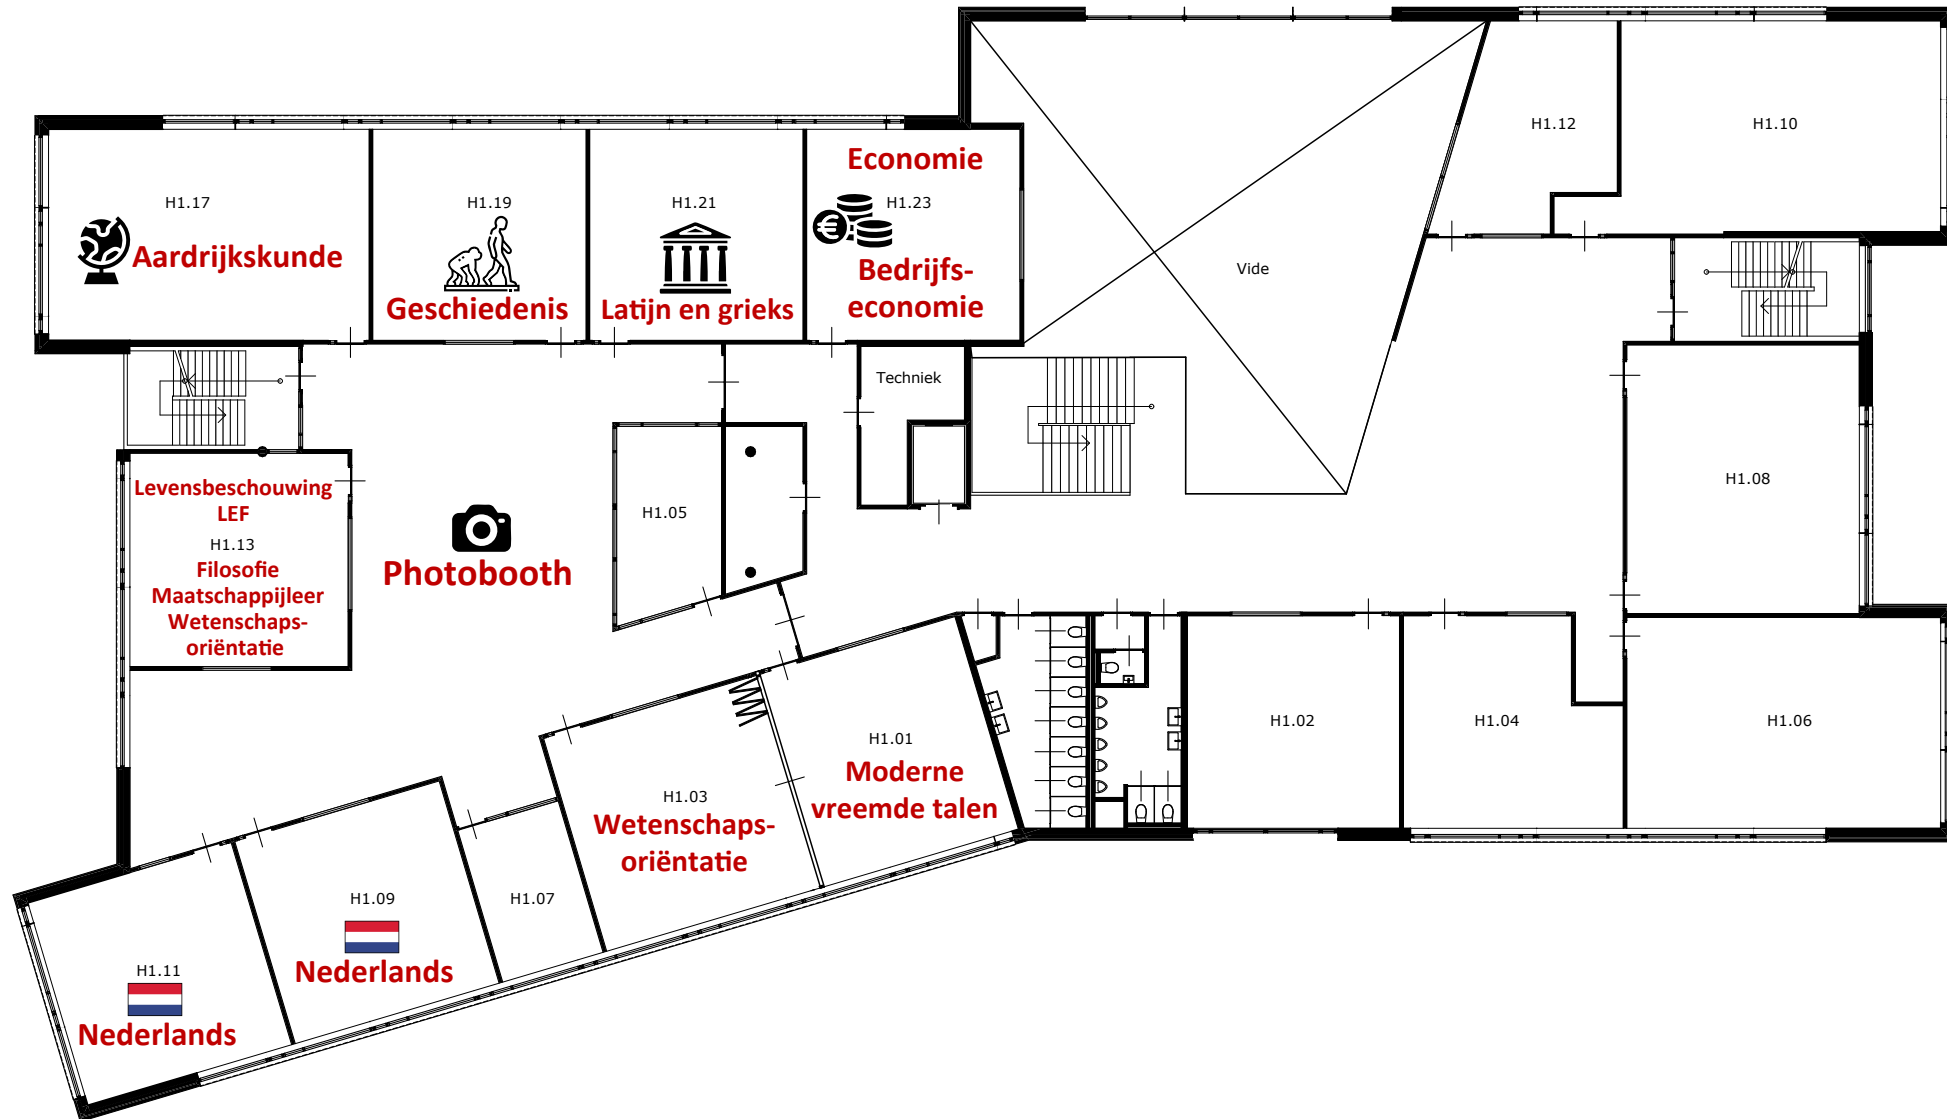 H1.12
H1.10
Economie
H1.17
H1.19
H1.21
H1.23
Aardrijkskunde
Geschiedenis
Latijn en grieks
Bedrijfs-
economie
Vide
Techniek
Levensbeschouwing
LEF
H1.13
Filosofie
Maatschappijleer
Wetenschaps-
oriëntatie
Photobooth
H1.05
H1.08
H1.01
Moderne
vreemde talen
H1.02
H1.04
H1.06
H1.03
Wetenschaps-
oriëntatie
H1.07
H1.09
Nederlands
H1.11
Nederlands